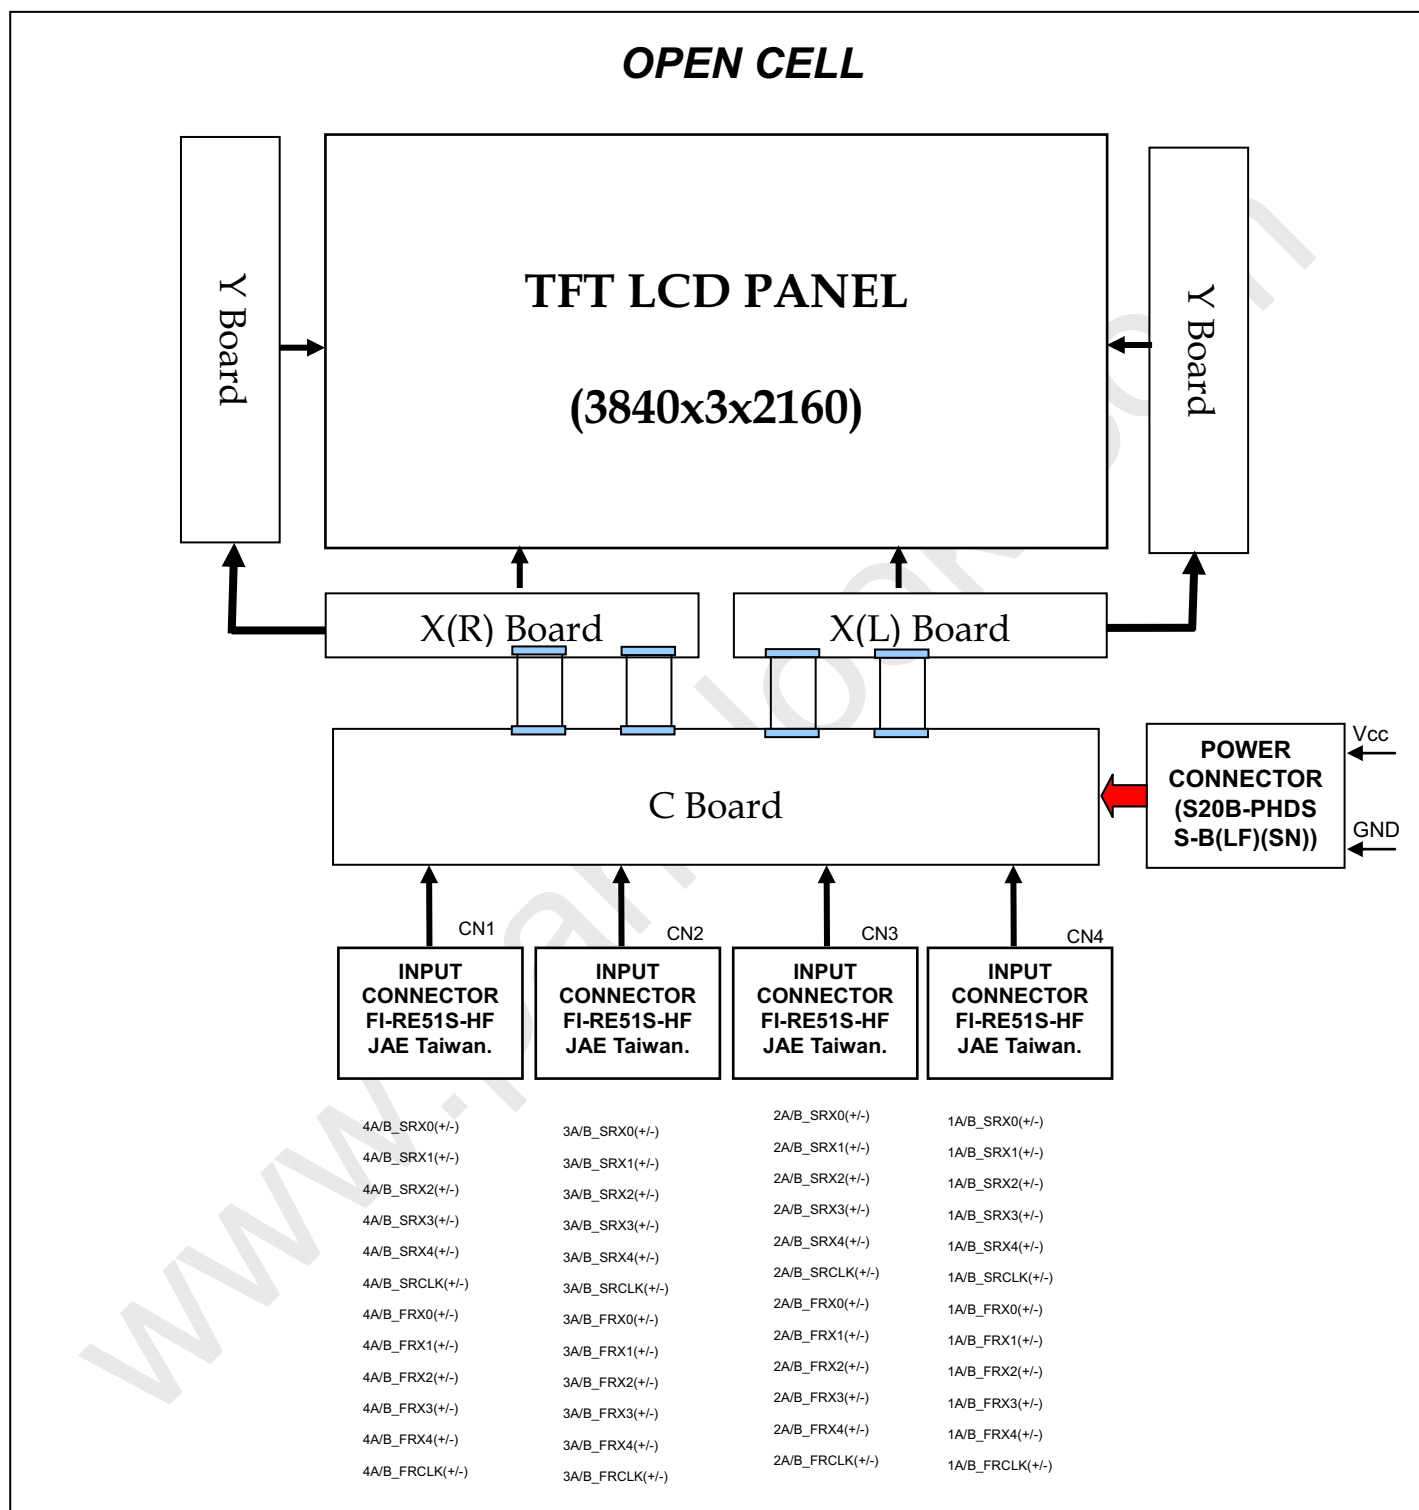 OPEN CELL
Y Board
TFT LCD PANEL
(3840x3x2160)
Y Board
X(R) Board
X(L) Board
C Board
POWER
CONNECTOR
(S20B-PHDS
S-B(LF)(SN))
Vcc
GND
CN1
CN2
CN3
CN4
INPUT
CONNECTOR
FI-RE51S-HF
JAE Taiwan.
INPUT
CONNECTOR
FI-RE51S-HF
JAE Taiwan.
INPUT
CONNECTOR
FI-RE51S-HF
JAE Taiwan.
INPUT
CONNECTOR
FI-RE51S-HF
JAE Taiwan.
4A/B_SRX0(+/-)
4A/B_SRX1(+/-)
4A/B_SRX2(+/-)
4A/B_SRX3(+/-)
4A/B_SRX4(+/-)
4A/B_SRCLK(+/-)
4A/B_FRX0(+/-)
4A/B_FRX1(+/-)
4A/B_FRX2(+/-)
4A/B_FRX3(+/-)
4A/B_FRX4(+/-)
4A/B_FRCLK(+/-)
3A/B_SRX0(+/-)
3A/B_SRX1(+/-)
3A/B_SRX2(+/-)
3A/B_SRX3(+/-)
3A/B_SRX4(+/-)
3A/B_SRCLK(+/-)
3A/B_FRX0(+/-)
3A/B_FRX1(+/-)
3A/B_FRX2(+/-)
3A/B_FRX3(+/-)
3A/B_FRX4(+/-)
3A/B_FRCLK(+/-)
2A/B_SRX0(+/-)
2A/B_SRX1(+/-)
2A/B_SRX2(+/-)
2A/B_SRX3(+/-)
2A/B_SRX4(+/-)
2A/B_SRCLK(+/-)
2A/B_FRX0(+/-)
2A/B_FRX1(+/-)
2A/B_FRX2(+/-)
2A/B_FRX3(+/-)
2A/B_FRX4(+/-)
2A/B_FRCLK(+/-)
1A/B_SRX0(+/-)
1A/B_SRX1(+/-)
1A/B_SRX2(+/-)
1A/B_SRX3(+/-)
1A/B_SRX4(+/-)
1A/B_SRCLK(+/-)
1A/B_FRX0(+/-)
1A/B_FRX1(+/-)
1A/B_FRX2(+/-)
1A/B_FRX3(+/-)
1A/B_FRX4(+/-)
1A/B_FRCLK(+/-)